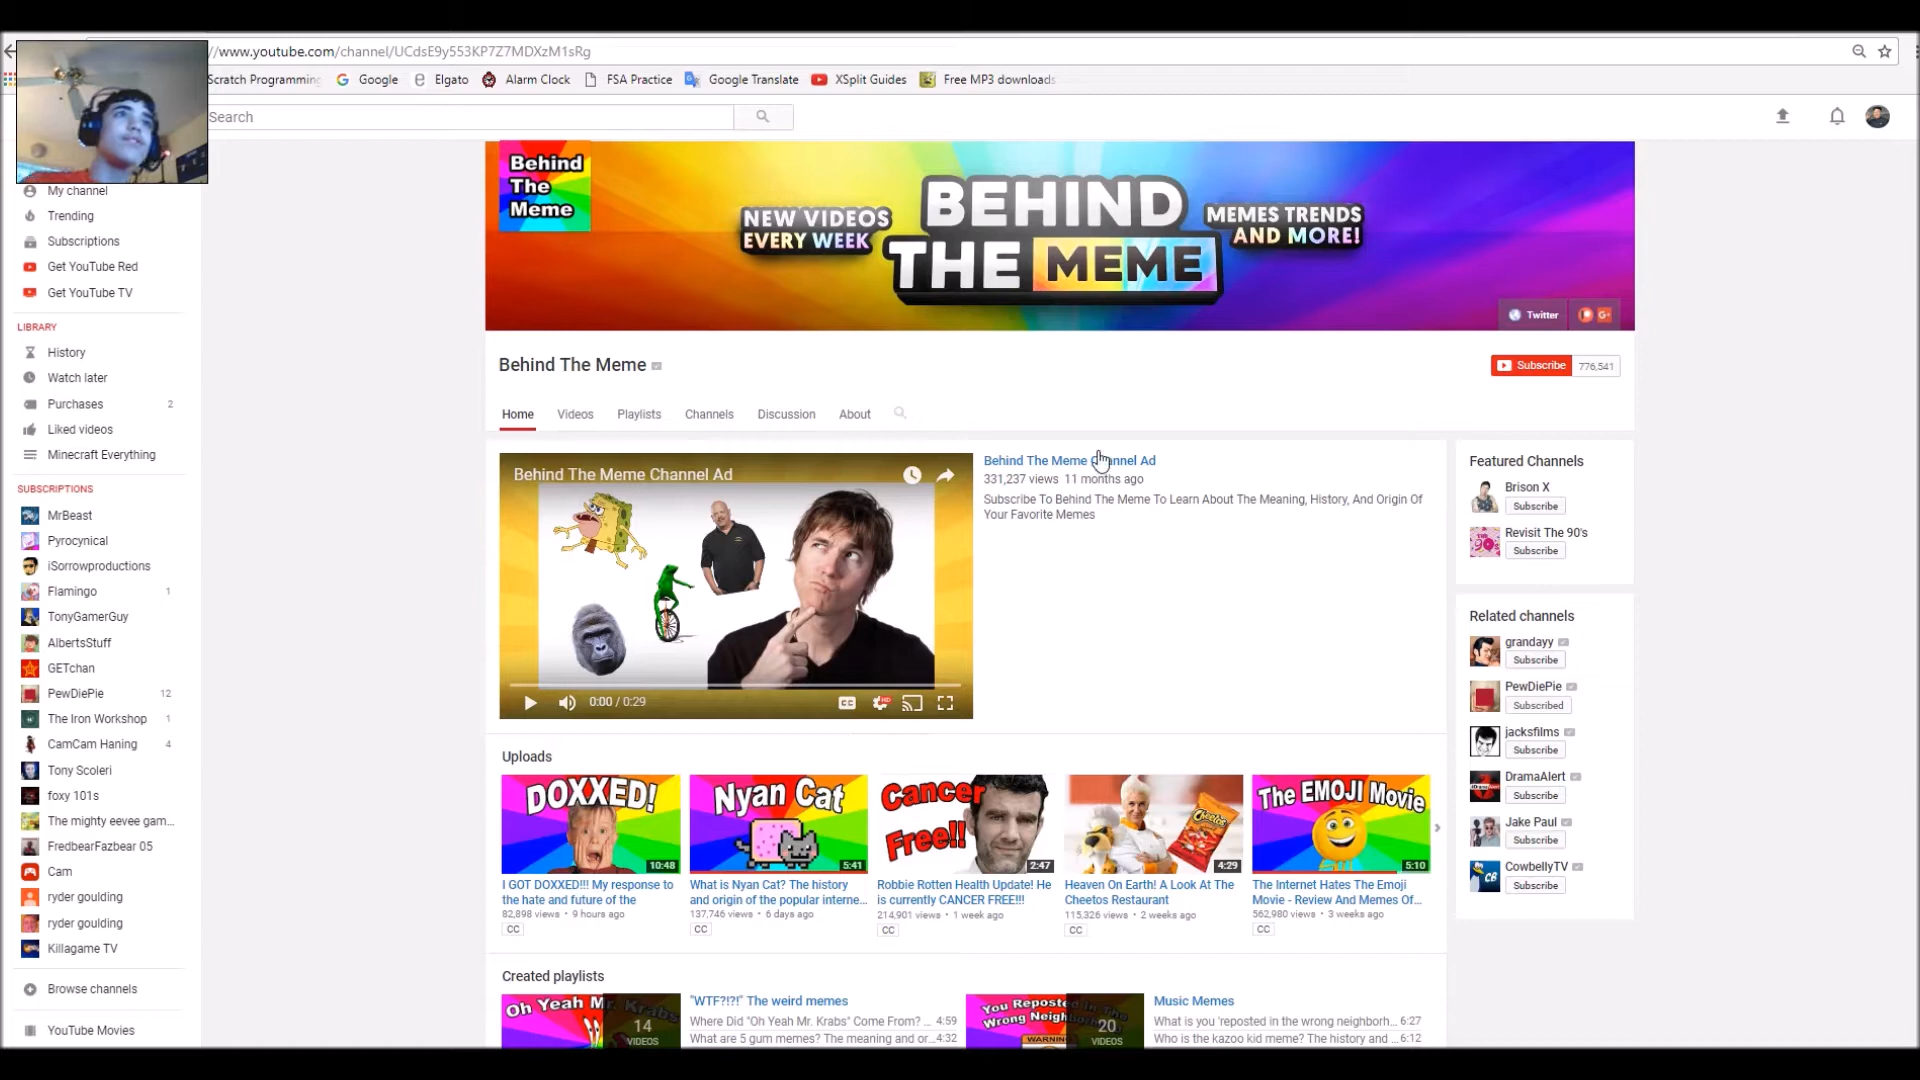 //www.youtube.com/channel/UCdsE9y553KP7Z7MDXzM1sRg
Scratch Programming
Google
Elgato
Alarm Clock
FSA Practice
Google Translate
XSplit Guides
Free MP3 downloads
Search
My channel
Trending
Subscriptions
Get YouTube Red
Get YouTube TV
LIBRARY
History
Watch later
Purchases 2
Liked videos
Minecraft Everything
SUBSCRIPTIONS
MrBeast
Pyrocynical
iSorrowproductions
Flamingo 1
TonyGamerGuy
AlbertsStuff
GETchan
PewDiePie 12
The Iron Workshop 1
CamCam Haning 4
Tony Scoleri
foxy 101s
The mighty eevee gam...
FredbearFazbear 05
Cam
ryder goulding
ryder goulding
Killagame TV
Browse channels
YouTube Movies
Behind
The
Meme
NEW VIDEOS
EVERY WEEK
BEHIND
THE MEME
MEMES TRENDS
AND MORE!
Twitter
G+
Behind The Meme
Subscribe 776,541
Home Videos Playlists Channels Discussion About
Behind The Meme Channel Ad
0:00 / 0:29
CC
HD
Behind The Meme Channel Ad
331,237 views 11 months ago
Subscribe To Behind The Meme To Learn About The Meaning, History, And Origin Of
Your Favorite Memes
Featured Channels
Brison X
Subscribe
Revisit The 90's
Subscribe
Related channels
grandayy
Subscribe
PewDiePie
Subscribed
jacksfilms
Subscribe
DramaAlert
Subscribe
Jake Paul
Subscribe
CowbellyTV
Subscribe
Uploads
DOXXED!
10:48
I GOT DOXXED!!! My response to
the hate and future of the
82,898 views • 9 hours ago
CC
Nyan Cat
5:41
What is Nyan Cat? The history
and origin of the popular interne...
137,746 views • 6 days ago
CC
Cancer
Free!!
2:47
Robbie Rotten Health Update! He
is currently CANCER FREE!!!
214,901 views • 1 week ago
CC
Cheetos
4:29
Heaven On Earth! A Look At The
Cheetos Restaurant
115,326 views • 2 weeks ago
CC
The EMOJI Movie
5:10
The Internet Hates The Emoji
Movie - Review And Memes Of...
562,980 views • 3 weeks ago
CC
Created playlists
Oh Yeah Mr. Krabs
14
VIDEOS
"WTF?!?!" The weird memes
Where Did "Oh Yeah Mr. Krabs" Come From? ... 4:59
What are 5 gum memes? The meaning and or... 4:32
You Reposted In The
Wrong Neighborhood
WARNING
20
VIDEOS
Music Memes
What is you 'reposted in the wrong neighborh... 6:27
Who is the kazoo kid meme? The history and ... 6:12